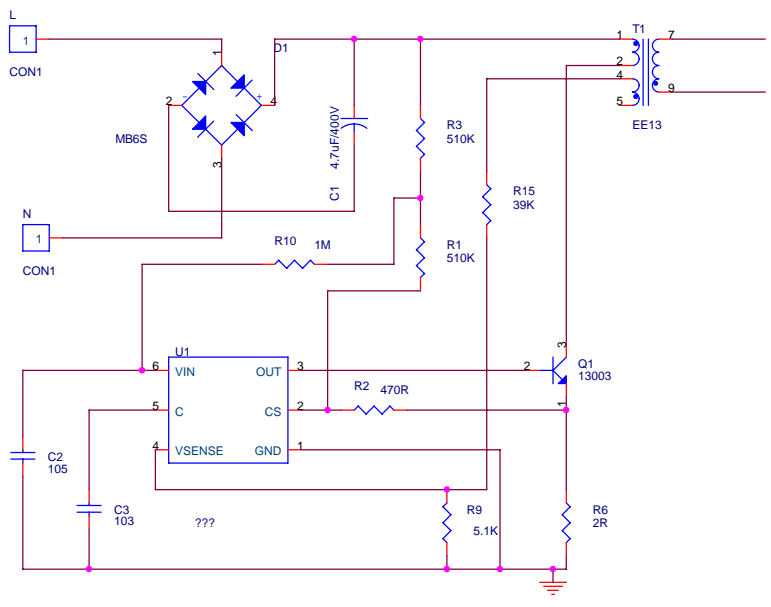 L
1
CON1
1
D1
2
-
+
4
MB6S
3
C1 4.7uF/400V
R3
510K
R15
39K
T1
1
2
4
5
7
9
EE13
N
1
CON1
R10 1M
R1
510K
U1
6 VIN OUT 3
5 C CS 2
4 VSENSE GND 1
R2 470R
2
3
1
Q1
13003
C2
105
C3
103
???
R9
5.1K
R6
2R